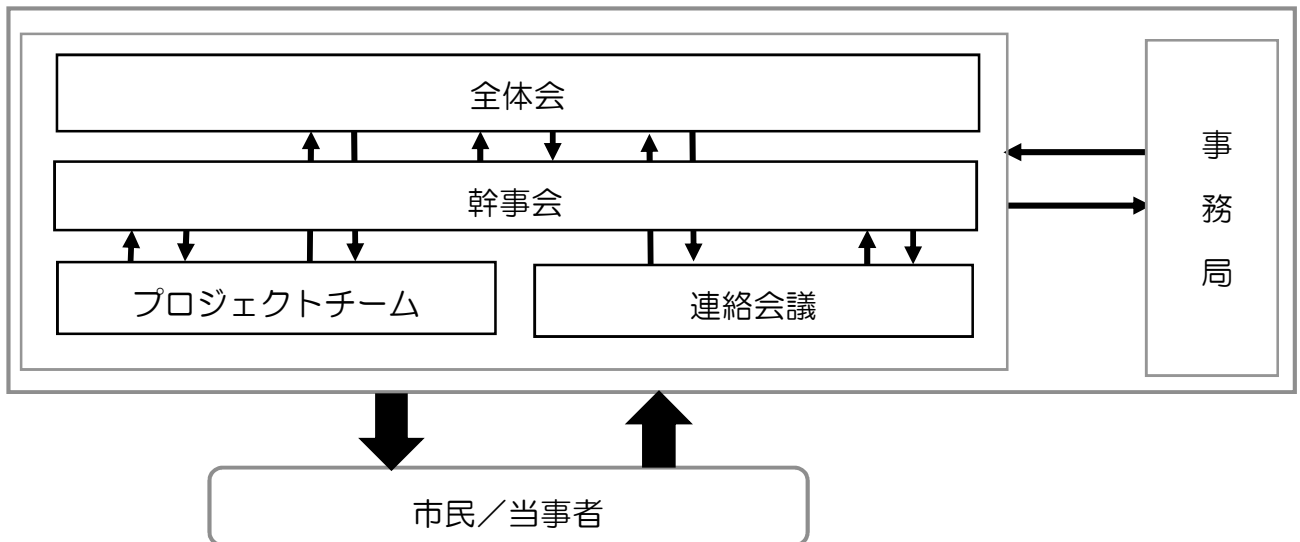 全体会
幹事会
プロジェクトチーム
連絡会議
事務局
市民／当事者